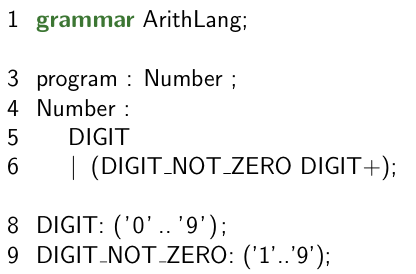 1 grammar ArithLang;
3 program : Number ;
4 Number :
5 DIGIT
6 | (DIGIT_NOT_ZERO DIGIT+);
8 DIGIT: ('0' .. '9');
9 DIGIT_NOT_ZERO: ('1'..'9');